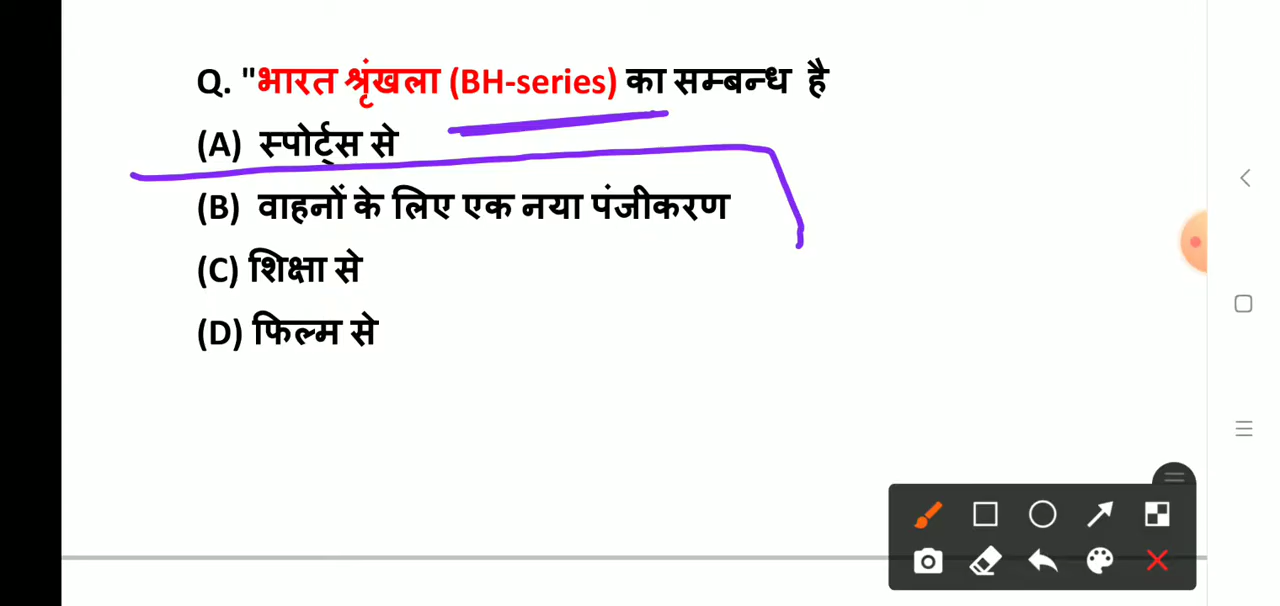 Q. "भारत श्रृंखला (BH-series) का सम्बन्ध है
(A) स्पोर्ट्स से
(B) वाहनों के लिए एक नया पंजीकरण
(C) शिक्षा से
(D) फिल्म से